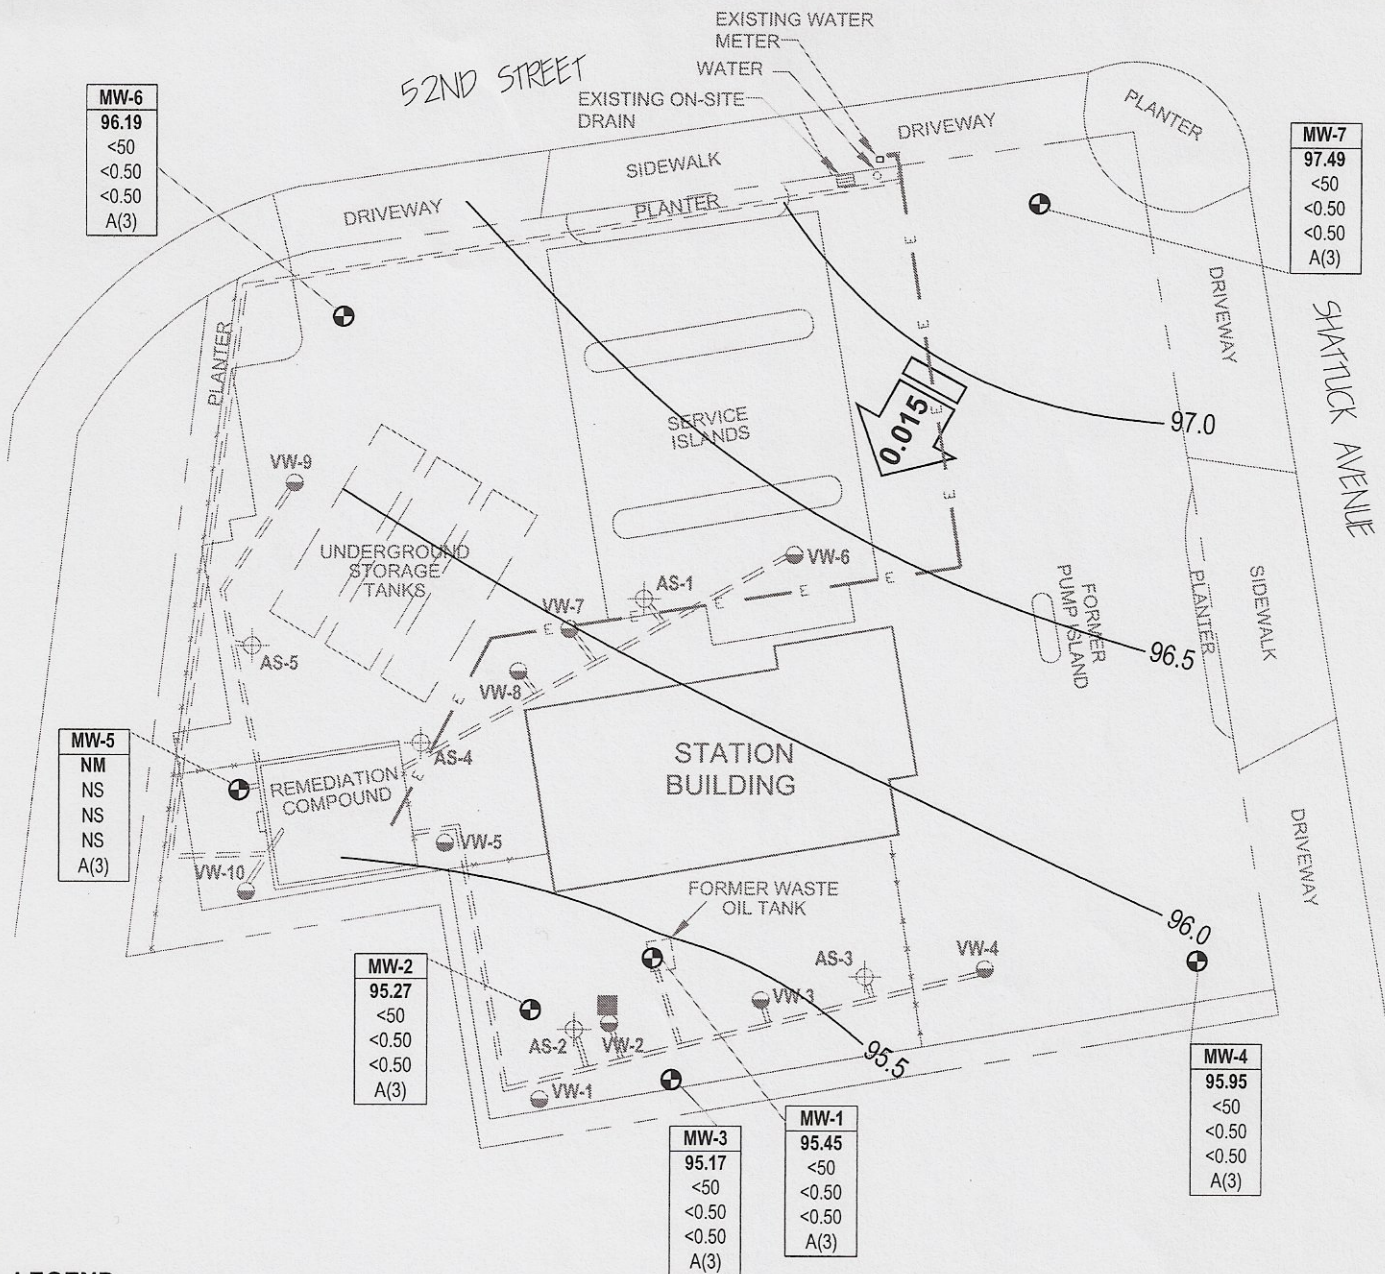 EXISTING WATER
METER
WATER
EXISTING ON-SITE
DRAIN
52ND STREET
DRIVEWAY
PLANTER
SIDEWALK
PLANTER
DRIVEWAY
MW-6
96.19
<50
<0.50
<0.50
A(3)
MW-7
97.49
<50
<0.50
<0.50
A(3)
DRIVEWAY
SHATTUCK AVENUE
PLANTER
SERVICE
ISLANDS
0.015
97.0
E
E
E
E
E
E
E
E
E
E
E
VW-9
UNDERGROUND
STORAGE
TANKS
VW-6
AS-1
VW-7
AS-5
VW-8
FORMER
PUMP ISLAND
PLANTER
SIDEWALK
96.5
MW-5
NM
NS
NS
NS
A(3)
AS-4
REMEDIATION
COMPOUND
STATION
BUILDING
VW-5
VW-10
DRIVEWAY
FORMER WASTE
OIL TANK
96.0
MW-2
95.27
<50
<0.50
<0.50
A(3)
AS-3
VW-4
VW-3
AS-2
VW-2
VW-1
95.5
MW-4
95.95
<50
<0.50
<0.50
A(3)
MW-3
95.17
<50
<0.50
<0.50
A(3)
MW-1
95.45
<50
<0.50
<0.50
A(3)